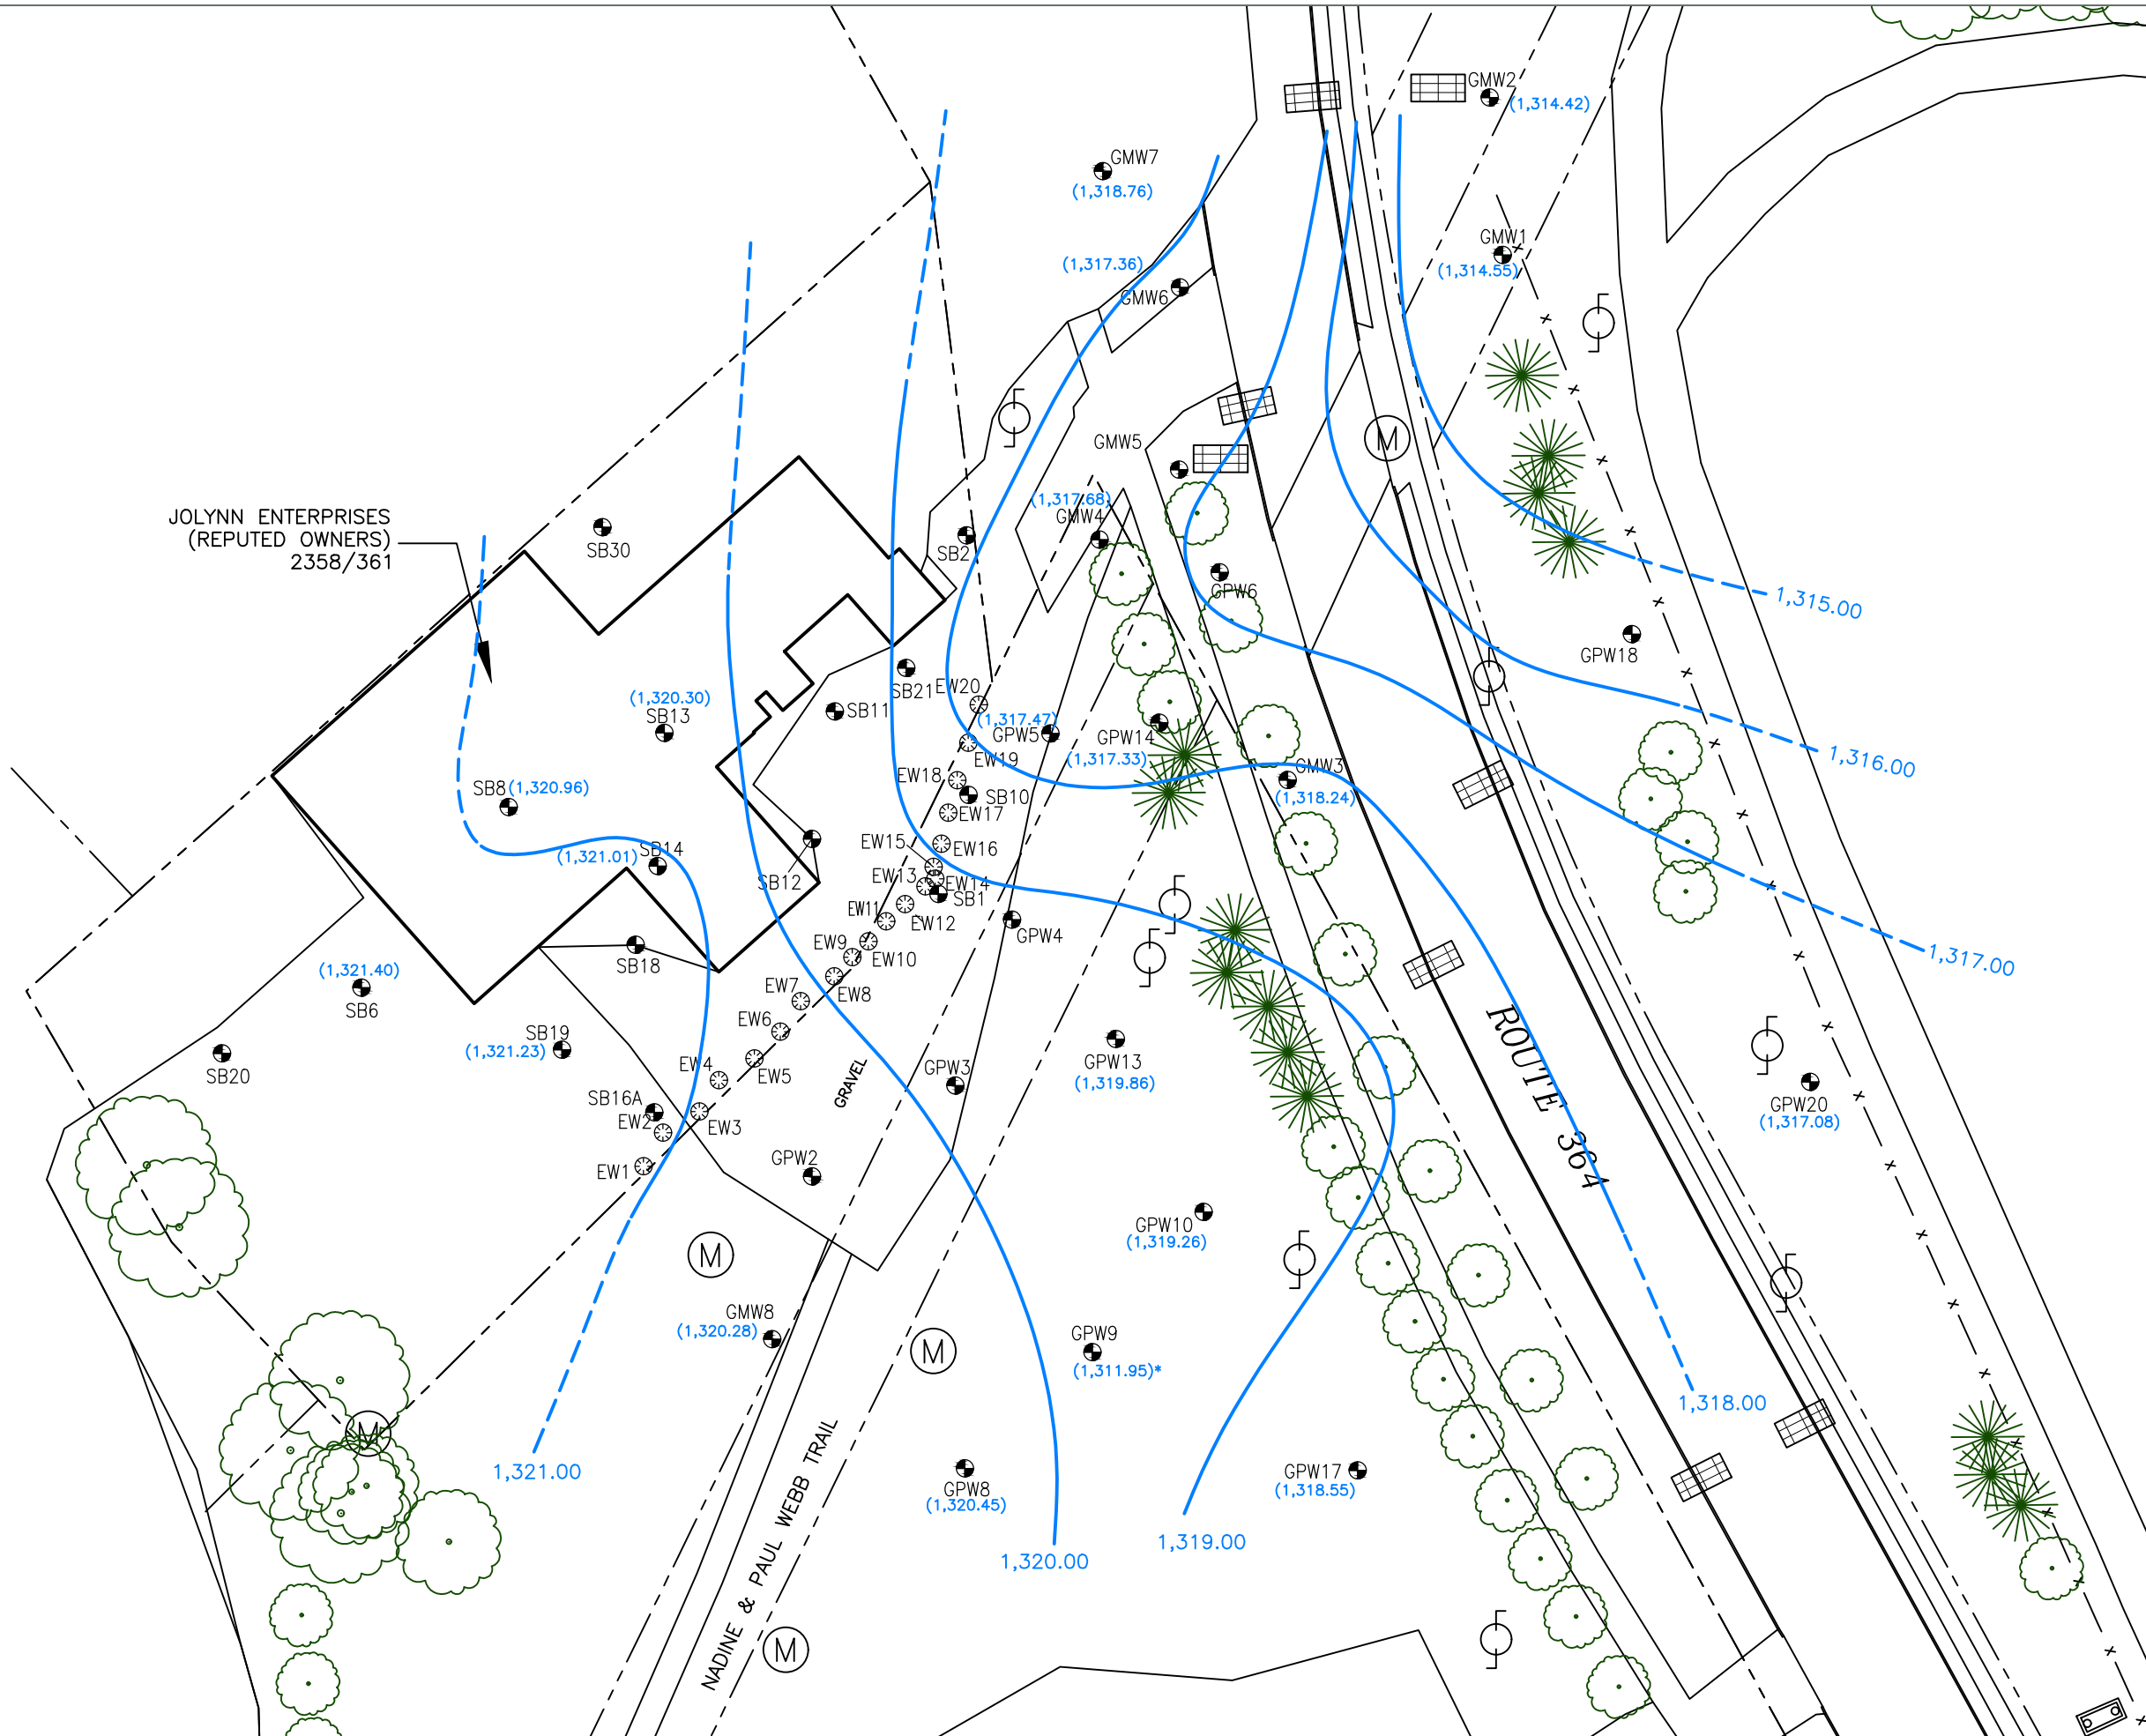 GMW2
(1,314.42)
GMW7
(1,318.76)
GMW1
(1,314.55)
(1,317.36)
GMW6
GMW5
M
(1,317.68)
GMW4
JOLYNN ENTERPRISES
(REPUTED OWNERS)
2358/361
SB30
SB2
GPW6
1,315.00
GPW18
(1,320.30)
SB13
SB11
SB21
EW20
(1,317.47)
GPW5
GPW14
(1,317.33)
EW19
1,316.00
SB8
(1,320.96)
EW18
SB10
EW17
GMW3
(1,318.24)
SB14
(1,321.01)
EW15
EW16
SB12
EW13
EW14
SB1
EW11
EW12
GPW4
1,317.00
EW9
EW10
SB18
(1,321.40)
SB6
EW7
EW8
SB19
(1,321.23)
EW6
SB20
EW4
EW5
GRAVEL
GPW3
GPW13
(1,319.86)
ROUTE 364
GPW20
(1,317.08)
SB16A
EW2
EW3
EW1
GPW2
GPW10
(1,319.26)
M
GMW8
(1,320.28)
M
GPW9
(1,311.95)*
1,318.00
M
1,321.00
NADINE & PAUL WEBB TRAIL
GPW8
(1,320.45)
GPW17
(1,318.55)
1,320.00
1,319.00
M